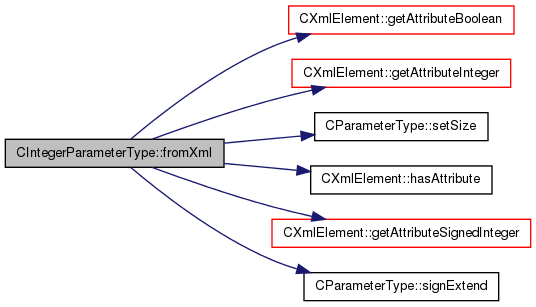 CXmlElement::getAttributeBoolean
CXmlElement::getAttributeInteger
CParameterType::setSize
CIntegerParameterType::fromXml
CXmlElement::hasAttribute
CXmlElement::getAttributeSignedInteger
CParameterType::signExtend